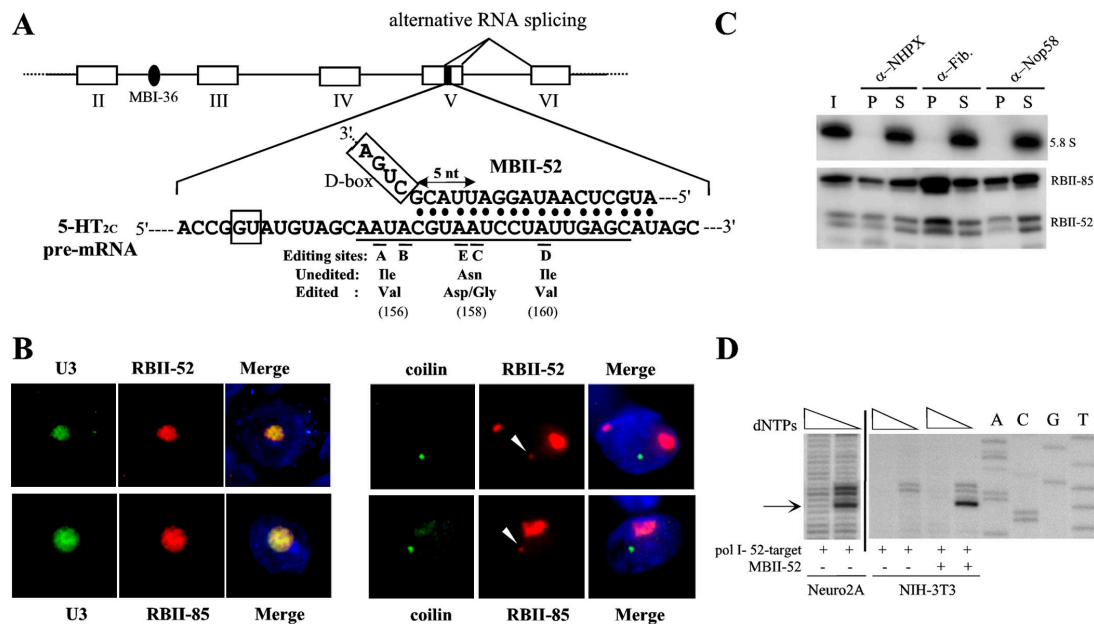 A
alternative RNA splicing
II
MBI-36
III
IV
V
VI
3'
AGUC
D-box
5 nt
MBII-52
GCAUUAGGAUAACUCGUA ---5'
5-HT2C pre-mRNA
5'---- ACCGGUAUGUAGCAAUACGUAAUCCUAUUGAGCAUAGC ---3'
Editing sites: A B E C D
Unedited: Ile Asn Ile
Edited : Val Asp/Gly Val
(156) (158) (160)
B
U3 RBII-52 Merge
coilin RBII-52 Merge
U3 RBII-85 Merge
coilin RBII-85 Merge
C
α-NHPX α-Fib. α-Nop58
I P S P S P S
5.8 S
RBII-85
RBII-52
D
dNTPs
A C G T
pol I- 52-target + + + + + +
MBII-52 - - - - + +
Neuro2A NIH-3T3